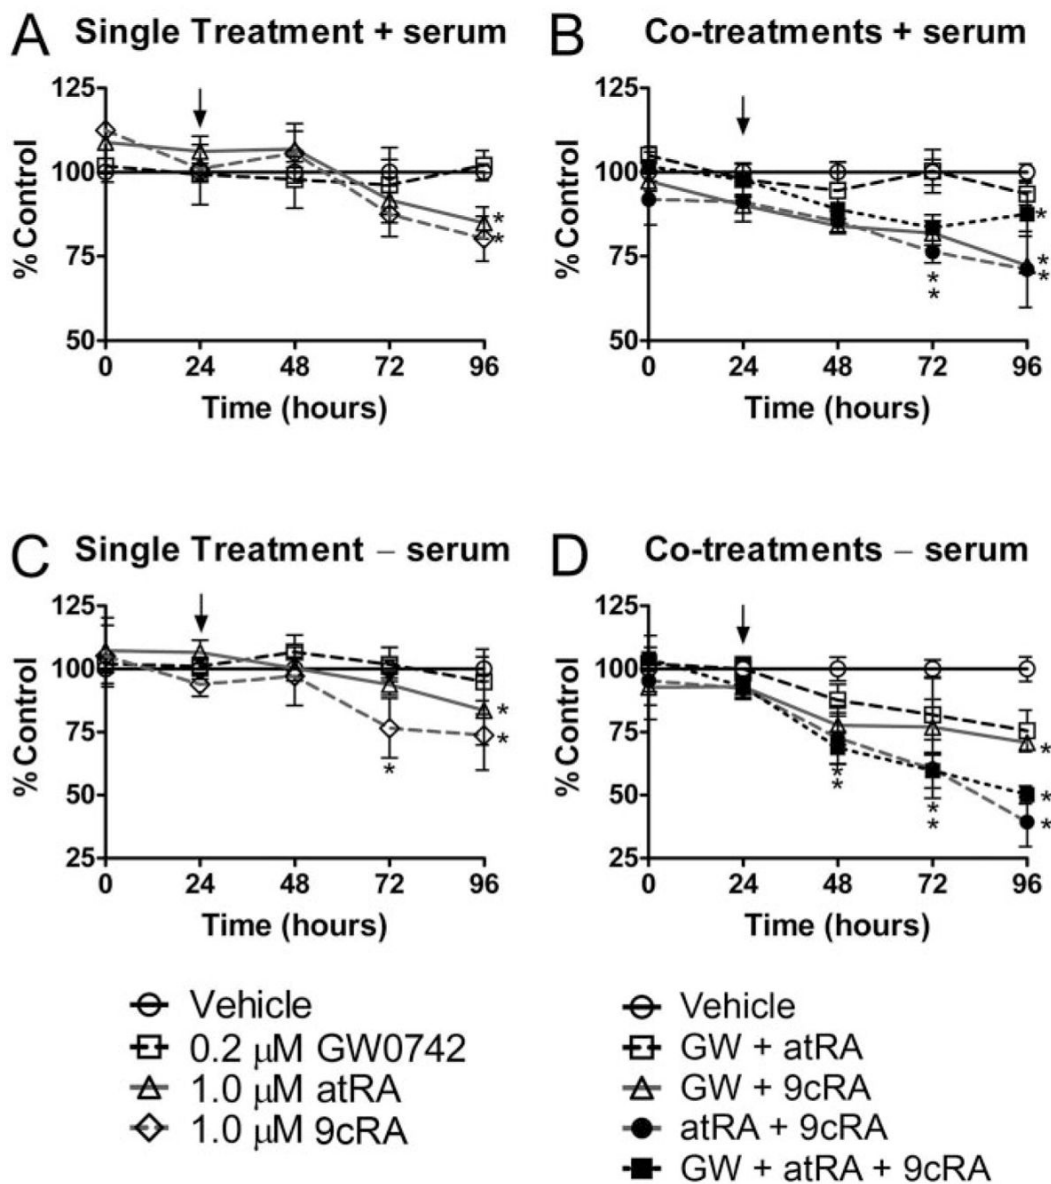 A Single Treatment + serum
125
100
75
50
% Control
0 24 48 72 96
Time (hours)
* *
B Co-treatments + serum
125
100
75
50
% Control
0 24 48 72 96
Time (hours)
* * * * *
C Single Treatment – serum
125
100
75
50
25
% Control
0 24 48 72 96
Time (hours)
* * *
D Co-treatments – serum
125
100
75
50
25
% Control
0 24 48 72 96
Time (hours)
* * * * * * *
Vehicle
0.2 μM GW0742
1.0 μM atRA
1.0 μM 9cRA
Vehicle
GW + atRA
GW + 9cRA
atRA + 9cRA
GW + atRA + 9cRA